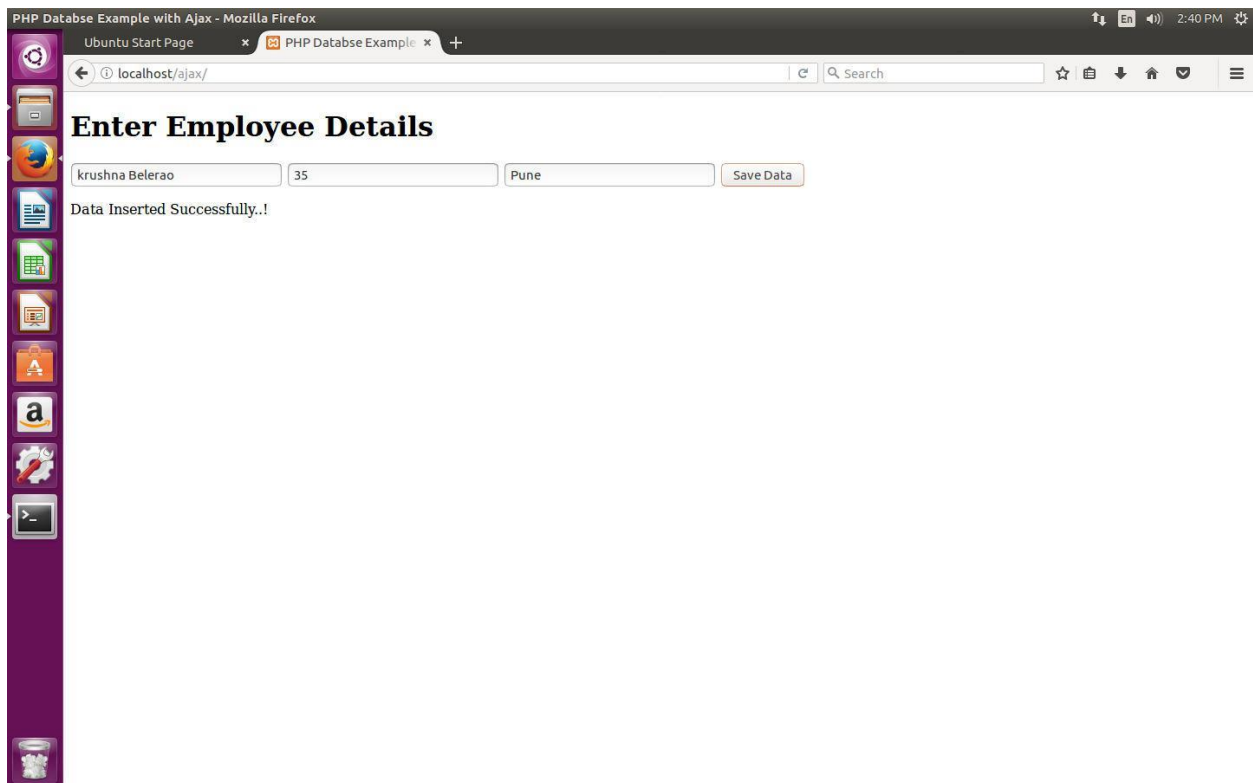 PHP Databse Example with Ajax - Mozilla Firefox
En
2:40 PM
Ubuntu Start Page
PHP Databse Example
localhost/ajax/
Search
Enter Employee Details
krushna Belerao
35
Pune
Save Data
Data Inserted Successfully..!
a
>_